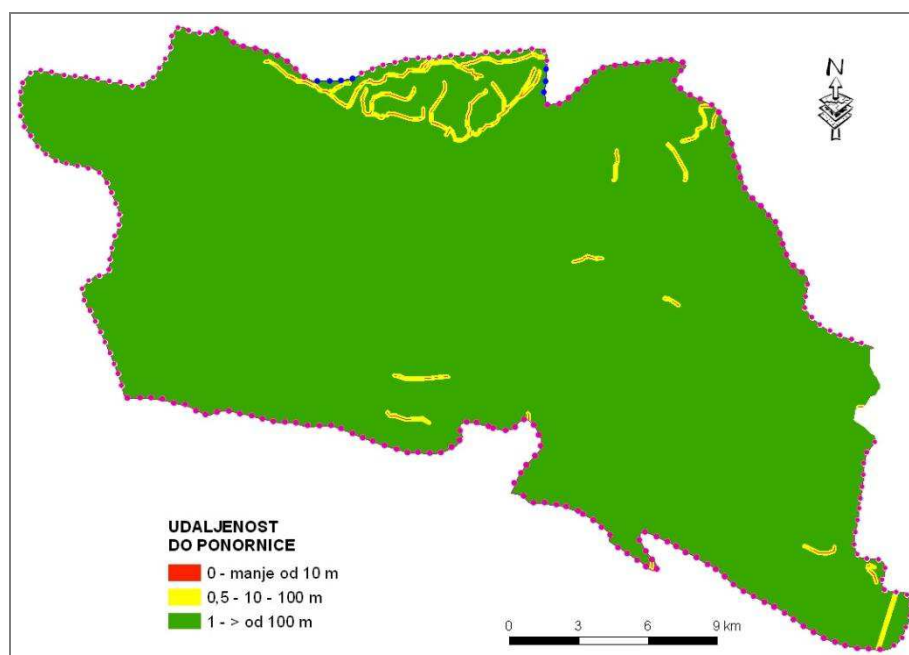 N
UDALJENOST
DO PONORNICE
0 - manje od 10 m
0,5 - 10 - 100 m
1 - > od 100 m
0 3 6 9 km